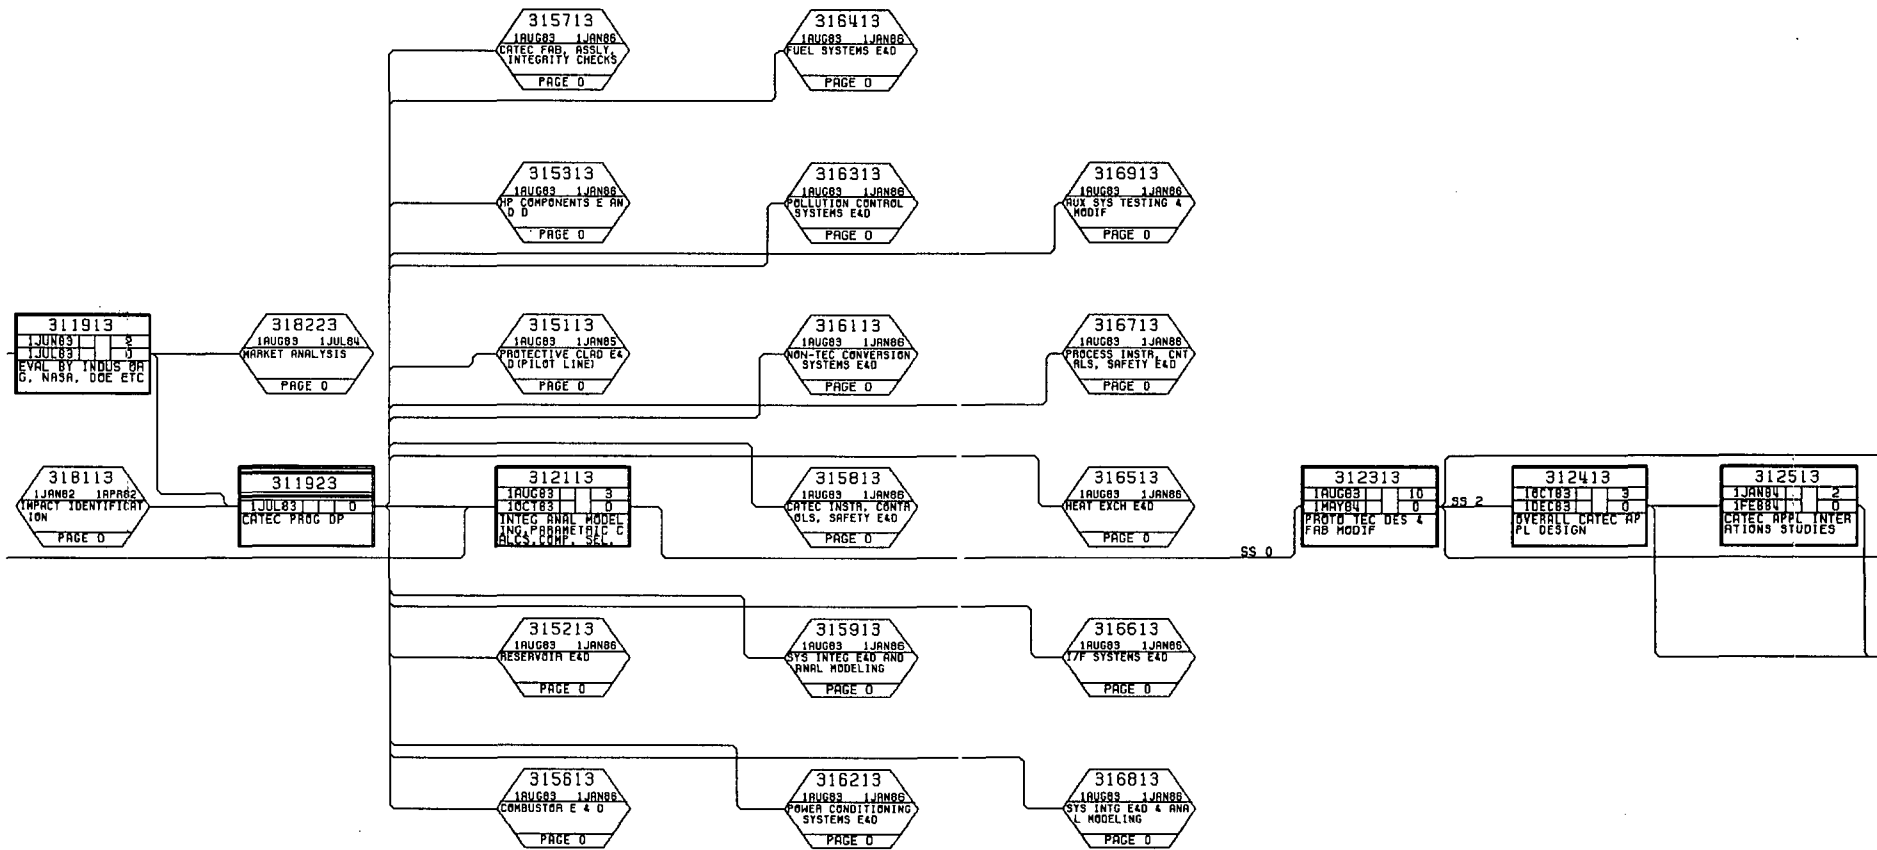 315713
1AUG83 1JAN86
CATEC FAB, ASSLY,
INTEGRITY CHECKS
PAGE 0
316413
1AUG83 1JAN86
FUEL SYSTEMS E&D
PAGE 0
315313
1AUG83 1JAN86
HP COMPONENTS E AN
D D
PAGE 0
316313
1AUG83 1JAN86
POLLUTION CONTROL
SYSTEMS E&D
PAGE 0
316913
1AUG83 1JAN86
AUX SYS TESTING &
MODIF
PAGE 0
311913
1JUN83 2
1JUL83 0
EVAL BY INDUS OR
G, NASA, DOE ETC
318223
1AUG83 1JUL84
MARKET ANALYSIS
PAGE 0
315113
1AUG83 1JAN85
PROTECTIVE CLAD E&
D(PILOT LINE)
PAGE 0
316113
1AUG83 1JAN86
NON-TEC CONVERSION
SYSTEMS E&D
PAGE 0
316713
1AUG83 1JAN86
PROCESS INSTR, CNT
RLS, SAFETY E&D
PAGE 0
318113
1JAN82 1APR82
IMPACT IDENTIFICAT
ION
PAGE 0
311923
1JUL83 0
CATEC PROG DP
312113
1AUG83 3
1OCT83 0
INTEG ANAL MODEL
ING,PARAMETRIC C
ALCS,COMP. SEL.
315813
1AUG83 1JAN86
CATEC INSTR, CONTR
OLS, SAFETY E&D
PAGE 0
316513
1AUG83 1JAN86
HEAT EXCH E&D
PAGE 0
SS 0
312313
1AUG83 10
1MAY84 0
PROTO TEC DES &
FAB MODIF
SS 2
312413
1OCT83 3
1DEC83 0
OVERALL CATEC AP
PL DESIGN
312513
1JAN84 2
1FEB84 0
CATEC APPL INTER
ATIONS STUDIES
315213
1AUG83 1JAN86
RESERVOIR E&D
PAGE 0
315913
1AUG83 1JAN86
SYS INTEG E&D AND
ANAL MODELING
PAGE 0
316613
1AUG83 1JAN86
I/F SYSTEMS E&D
PAGE 0
315613
1AUG83 1JAN86
COMBUSTOR E & D
PAGE 0
316213
1AUG83 1JAN86
POWER CONDITIONING
SYSTEMS E&D
PAGE 0
316813
1AUG83 1JAN86
SYS INTG E&D & ANA
L MODELING
PAGE 0